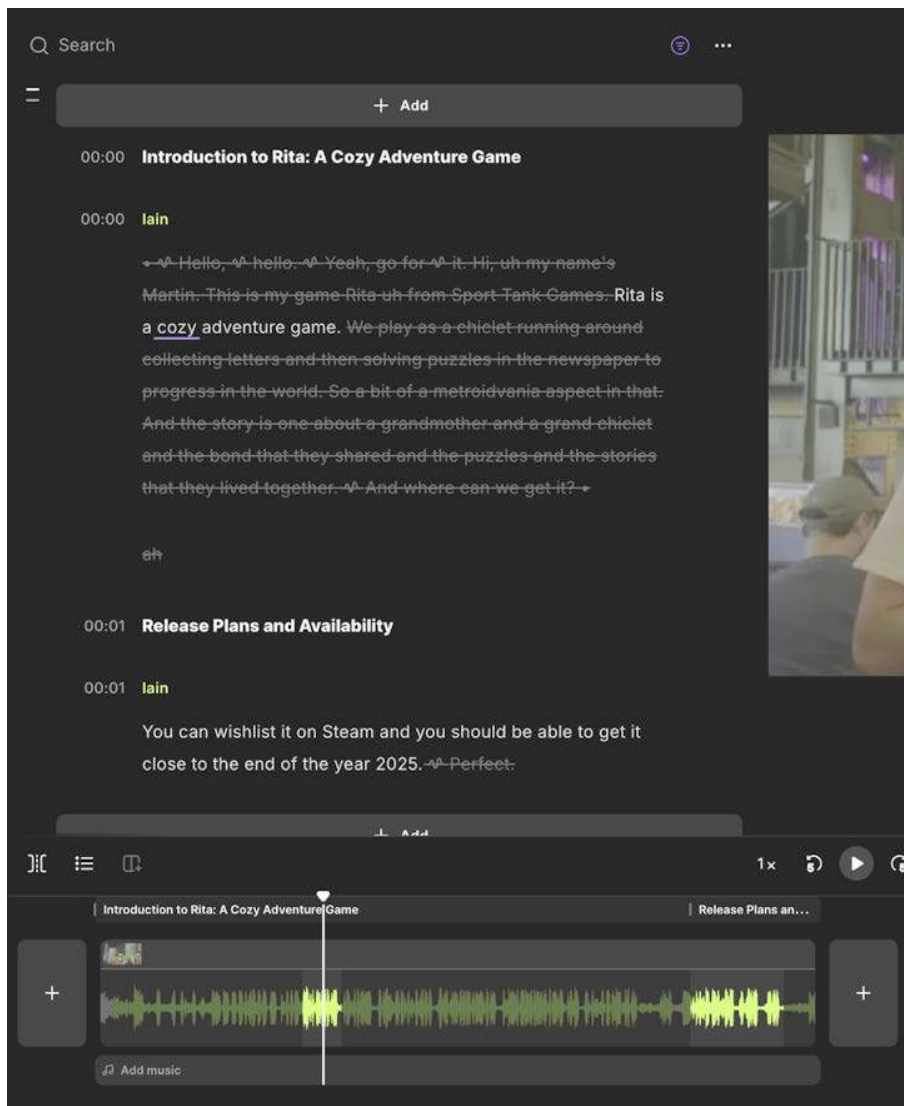 Search
+ Add
00:00 Introduction to Rita: A Cozy Adventure Game
00:00 Iain
Hello, hello. Yeah, go for it. Hi, uh my name's
Martin. This is my game Rita uh from Sport Tank Games. Rita is
a cozy adventure game. We play as a chiclet running around
collecting letters and then solving puzzles in the newspaper to
progress in the world. So a bit of a metroidvania aspect in that.
And the story is one about a grandmother and a grand chiclet
and the bond that they shared and the puzzles and the stories
that they lived together. And where can we get it?
ah
00:01 Release Plans and Availability
00:01 Iain
You can wishlist it on Steam and you should be able to get it
close to the end of the year 2025. Perfect.
+ Add
1×
5
Introduction to Rita: A Cozy Adventure Game
Release Plans an...
+
+
Add music